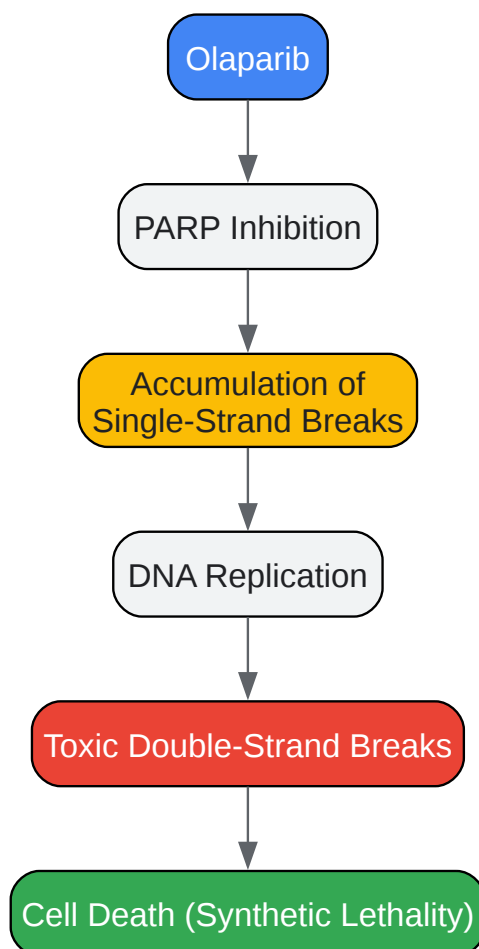 Olaparib
PARP Inhibition
Accumulation of
Single-Strand Breaks
DNA Replication
Toxic Double-Strand Breaks
Cell Death (Synthetic Lethality)